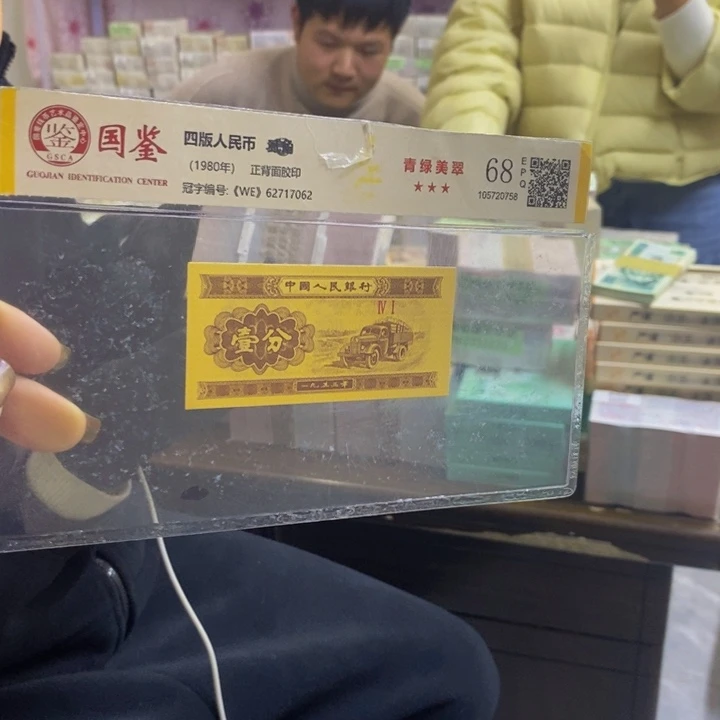 鉴
GSCA
国鉴
GUOJIAN IDENTIFICATION CENTER
四版人民币
(1980年) 正背面胶印
冠字编号:《WE》62717062
青绿美翠
★★★
68
EPQ
105720758
中國人民銀行
Ⅳ Ⅰ
壹分
一九五三年